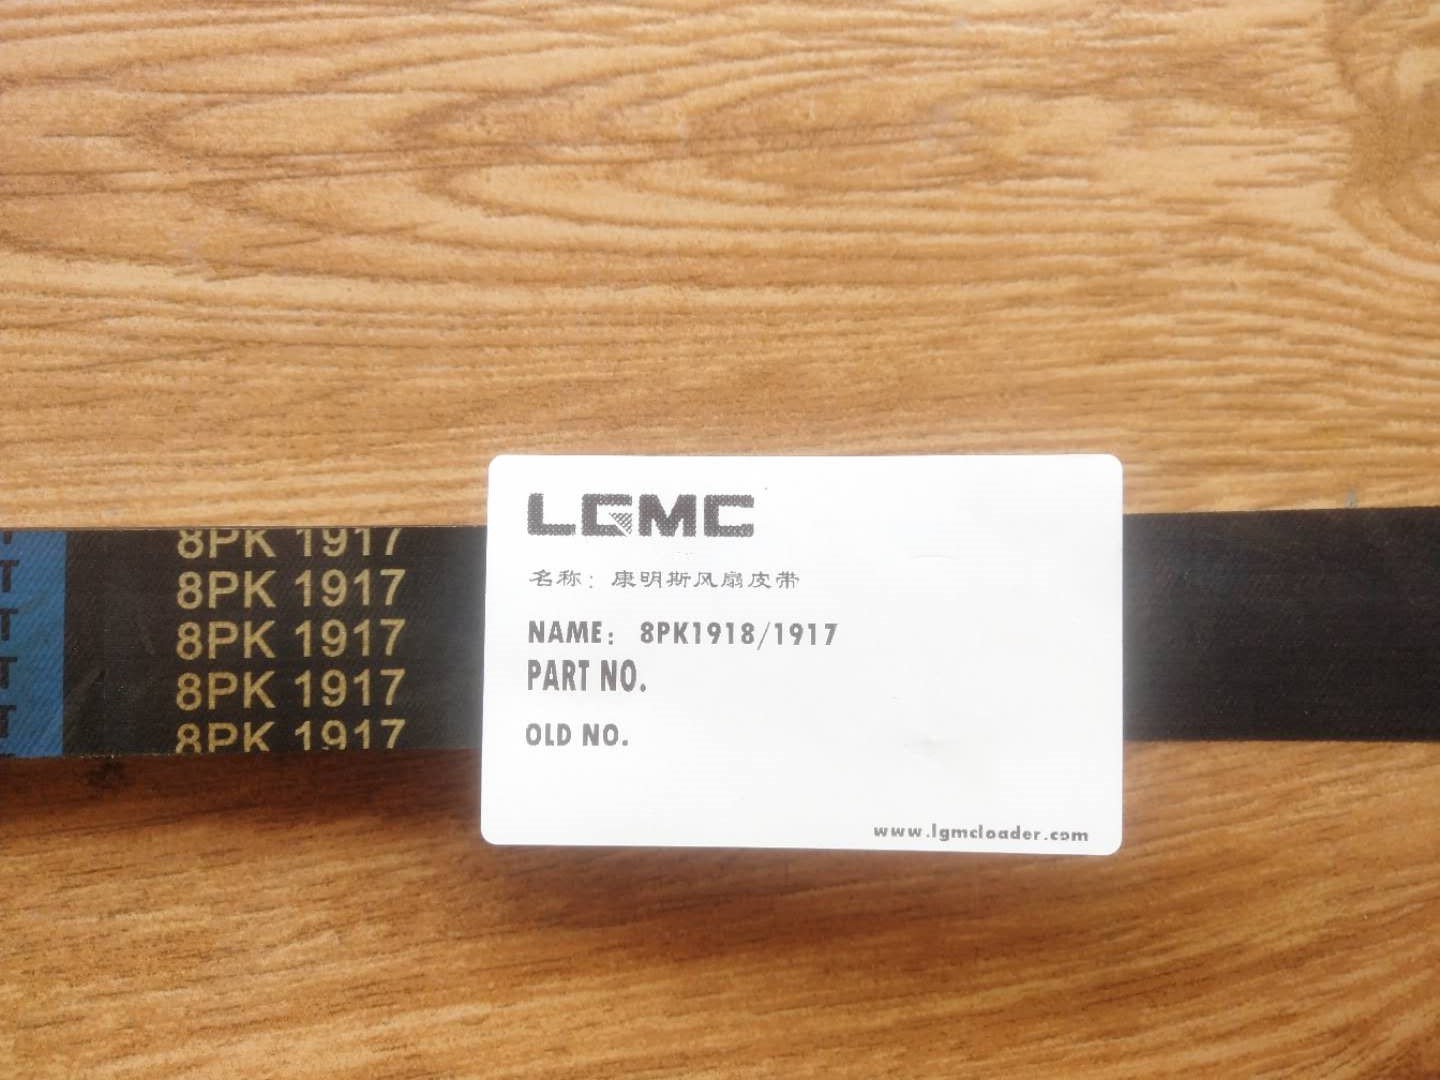 LGMC
名称：康明斯风扇皮带
NAME： 8PK1918/1917
PART NO.
OLD NO.
www.lgmcloader.com
8PK 1917
8PK 1917
8PK 1917
8PK 1917
8PK 1917
T
T
T
T